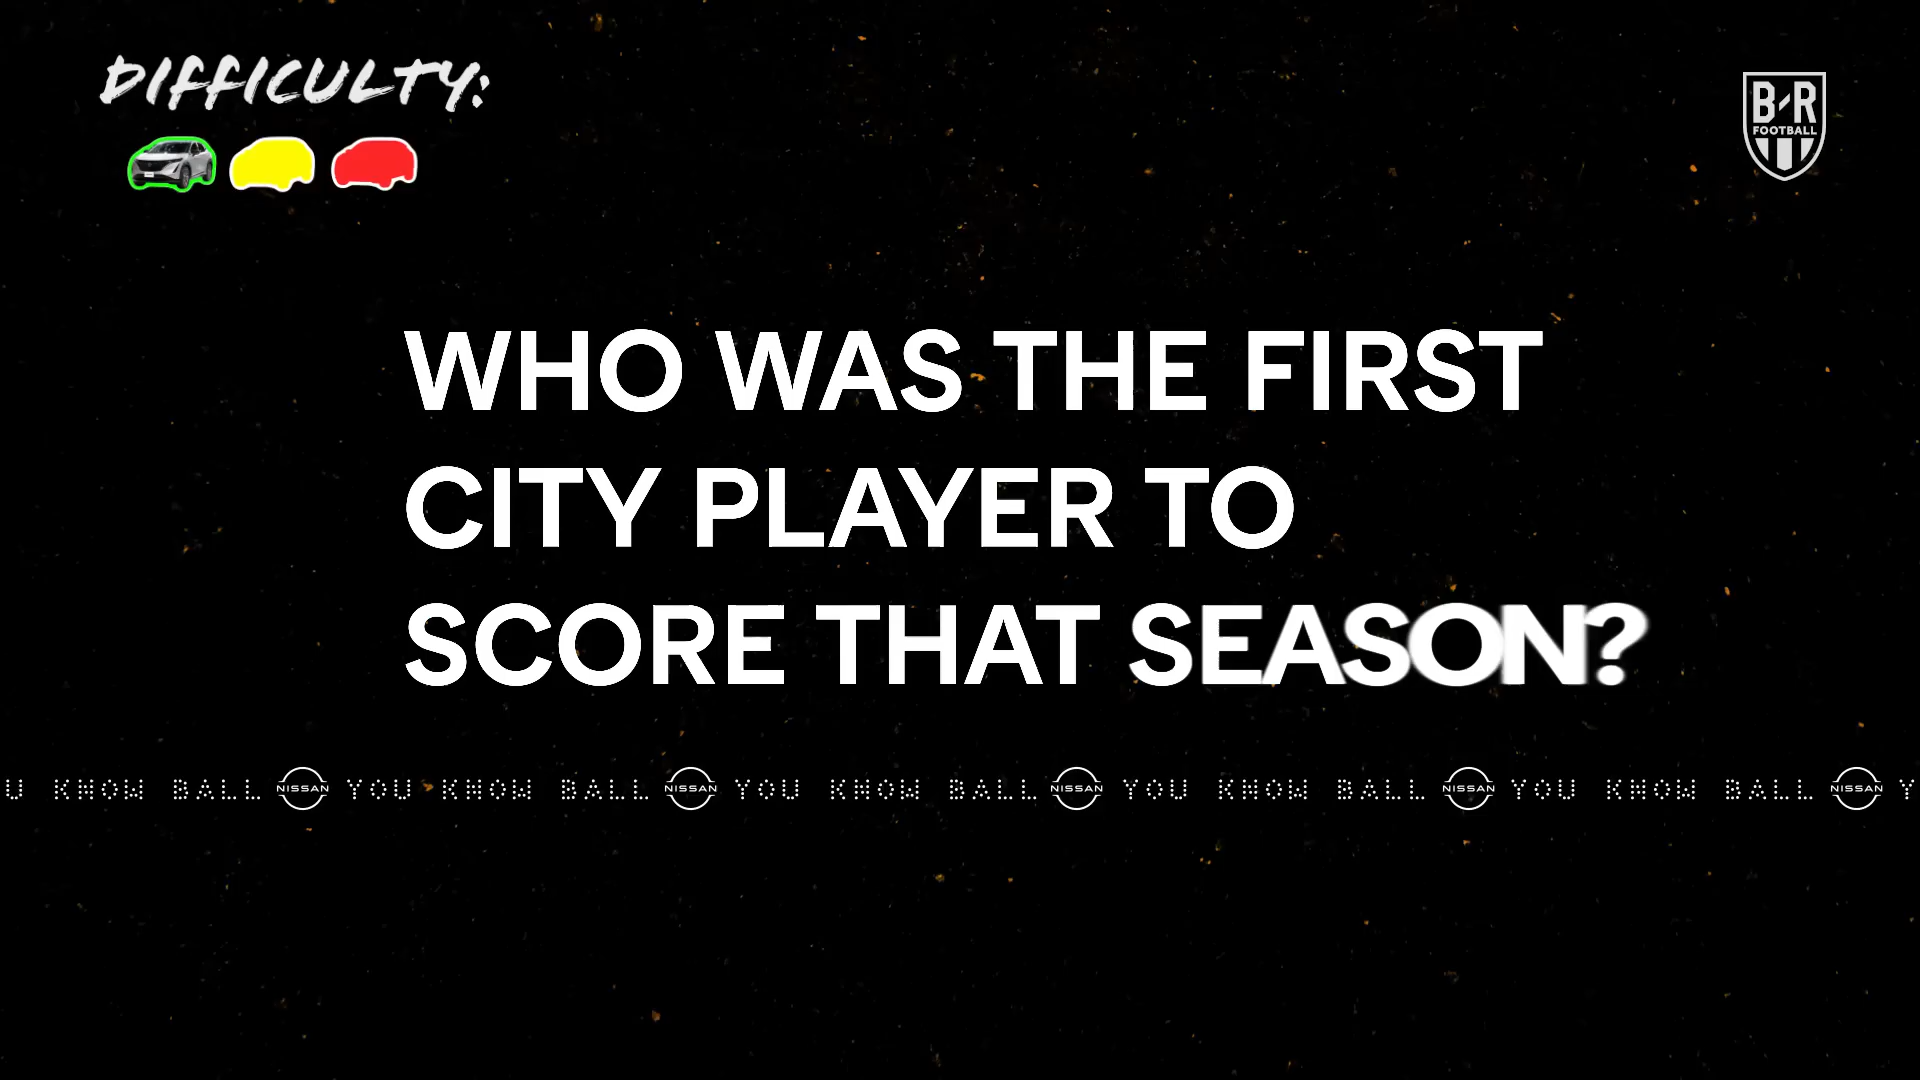 DIFFICULTY:
B R
FOOTBALL
WHO WAS THE FIRST
CITY PLAYER TO
SCORE THAT SEASON?
U KNOW BALL NISSAN YOU KNOW BALL NISSAN YOU KNOW BALL NISSAN YOU KNOW BALL NISSAN YOU KNOW BALL NISSAN Y